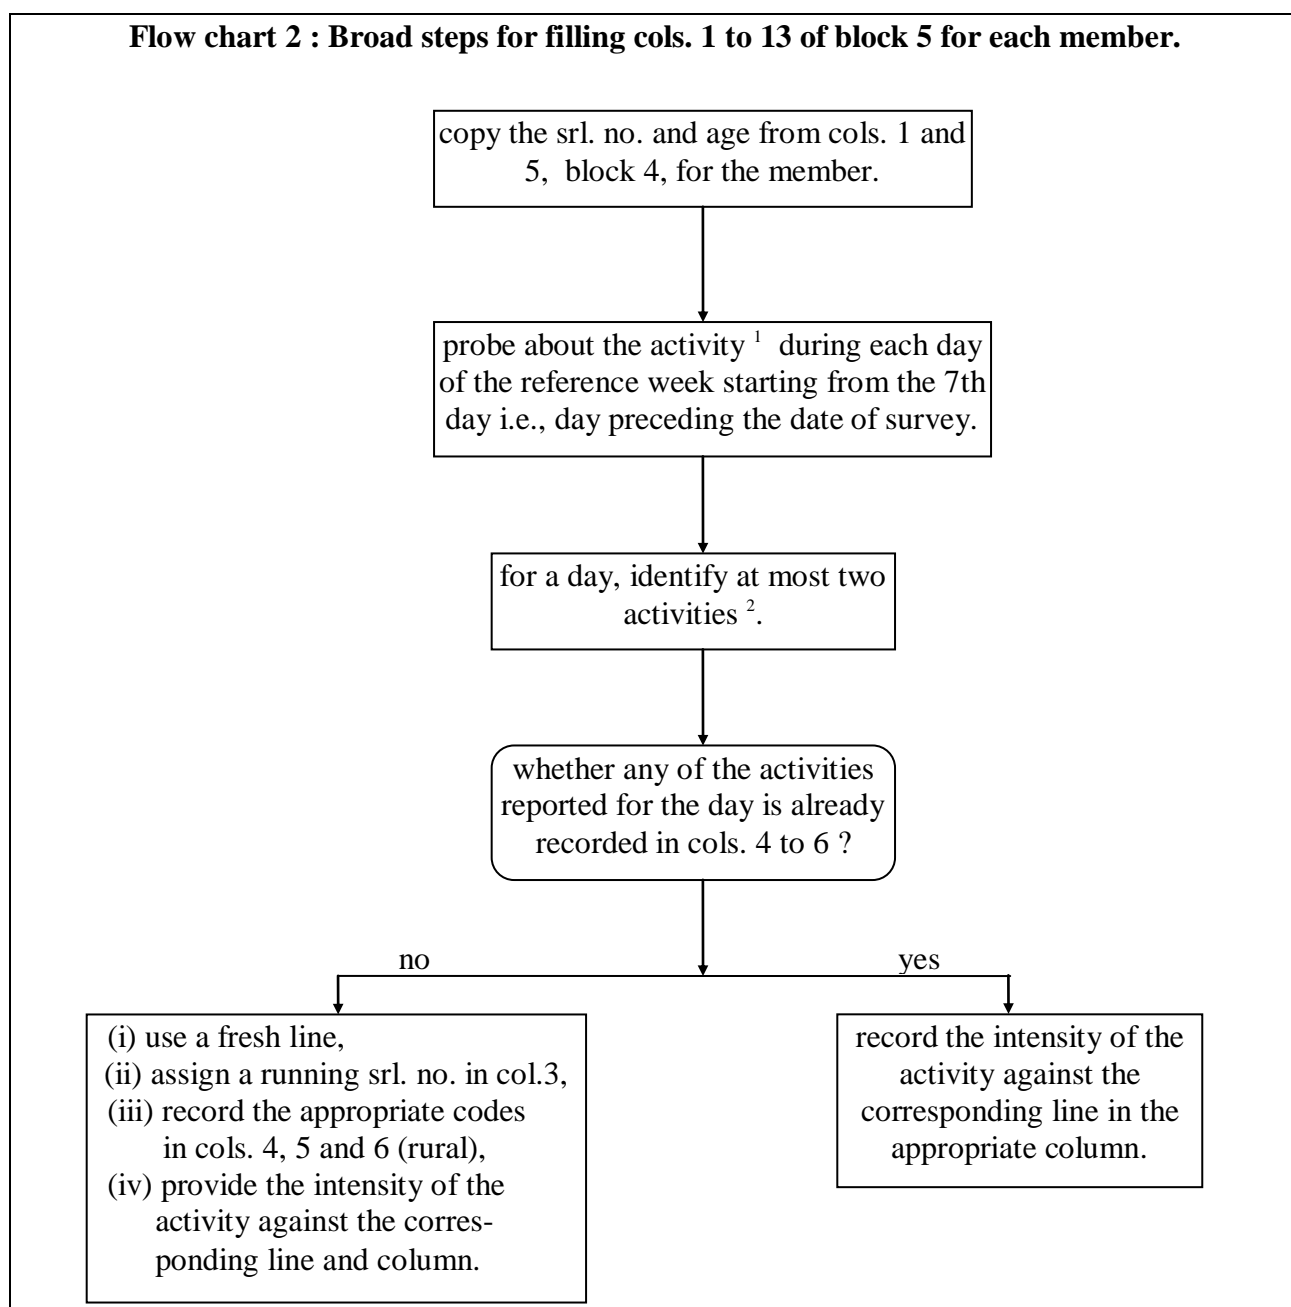 Flow chart 2 : Broad steps for filling cols. 1 to 13 of block 5 for each member.
copy the srl. no. and age from cols. 1 and
5, block 4, for the member.
probe about the activity 1 during each day
of the reference week starting from the 7th
day i.e., day preceding the date of survey.
for a day, identify at most two
activities 2.
whether any of the activities
reported for the day is already
recorded in cols. 4 to 6 ?
no
yes
(i) use a fresh line,
(ii) assign a running srl. no. in col.3,
(iii) record the appropriate codes
in cols. 4, 5 and 6 (rural),
(iv) provide the intensity of the
activity against the corres-
ponding line and column.
record the intensity of the
activity against the
corresponding line in the
appropriate column.